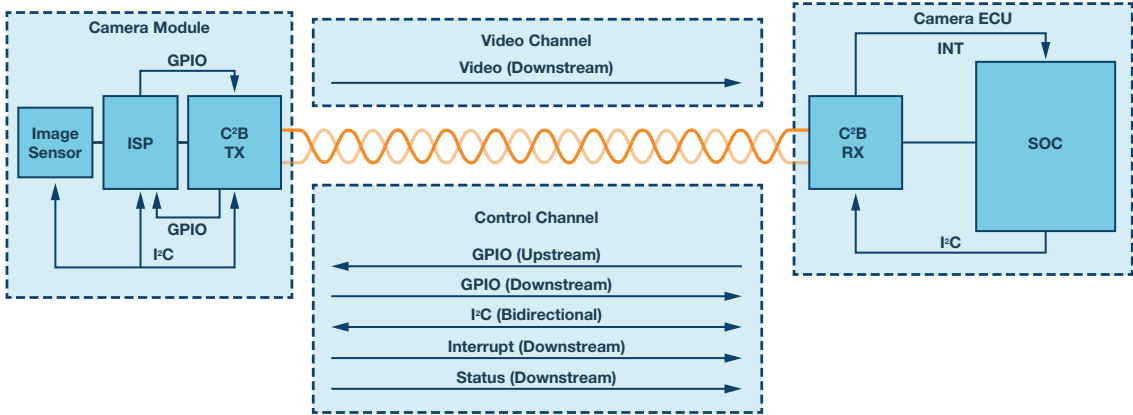 Camera Module
GPIO
Image
Sensor
ISP
C²B
TX
GPIO
I²C
Video Channel
Video (Downstream)
Control Channel
GPIO (Upstream)
GPIO (Downstream)
I²C (Bidirectional)
Interrupt (Downstream)
Status (Downstream)
Camera ECU
INT
C²B
RX
SOC
I²C